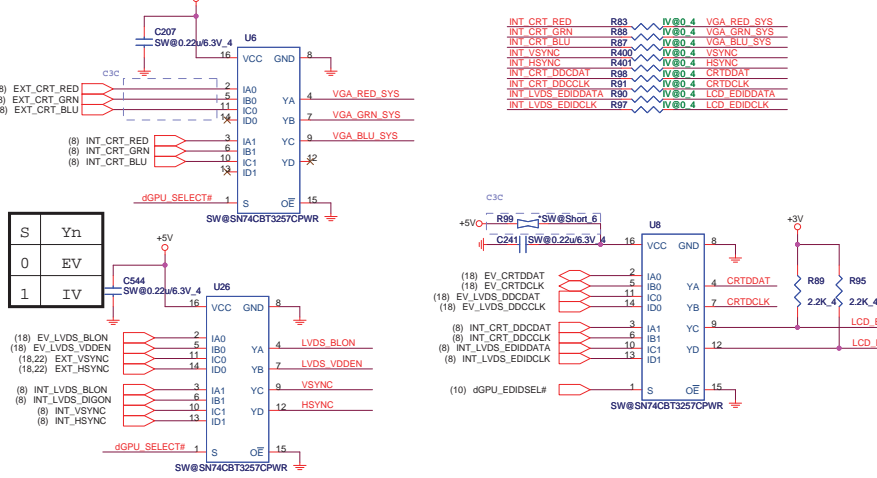 C207
SW@0.22u/6.3V_4
U6
16 VCC GND 8
C3C
8) EXT_CRT_RED 2 IA0
8) EXT_CRT_GRN 5 IB0 YA 4 VGA_RED_SYS
8) EXT_CRT_BLU 11 IC0
14 ID0 YB 7 VGA_GRN_SYS
(8) INT_CRT_RED 3 IA1 YC 9 VGA_BLU_SYS
(8) INT_CRT_GRN 6 IB1
(8) INT_CRT_BLU 10 IC1 YD 12
13 ID1
dGPU_SELECT# 1 S OE 15
SW@SN74CBT3257CPWR
INT_CRT_RED R83 IV@0_4 VGA_RED_SYS
INT_CRT_GRN R88 IV@0_4 VGA_GRN_SYS
INT_CRT_BLU R87 IV@0_4 VGA_BLU_SYS
INT_VSYNC R400 IV@0_4 VSYNC
INT_HSYNC R401 IV@0_4 HSYNC
INT_CRT_DDCDAT R98 IV@0_4 CRTDDAT
INT_CRT_DDCCLK R91 IV@0_4 CRTDCLK
INT_LVDS_EDIDDATA R90 IV@0_4 LCD_EDIDDATA
INT_LVDS_EDIDCLK R97 IV@0_4 LCD_EDIDCLK
S Yn
0 EV
1 IV
+5V
C544
SW@0.22u/6.3V_4
U26
16 VCC GND 8
(18) EV_LVDS_BLON 2 IA0
(18) EV_LVDS_VDDEN 5 IB0 YA 4 LVDS_BLON
(18,22) EXT_VSYNC 11 IC0
(18,22) EXT_HSYNC 14 ID0 YB 7 LVDS_VDDEN
(8) INT_LVDS_BLON 3 IA1 YC 9 VSYNC
(8) INT_LVDS_DIGON 6 IB1
(8) INT_VSYNC 10 IC1 YD 12 HSYNC
(8) INT_HSYNC 13 ID1
dGPU_SELECT# 1 S OE 15
SW@SN74CBT3257CPWR
C3C
+5V R99 *SW@Short_6
C241 SW@0.22u/6.3V_4
U8
16 VCC GND 8
+3V
(18) EV_CRTDDAT 2 IA0
(18) EV_CRTDCLK 5 IB0 YA 4 CRTDDAT
(18) EV_LVDS_DDCDAT 11 IC0
(18) EV_LVDS_DDCCLK 14 ID0 YB 7 CRTDCLK
R89 R95
2.2K_4 2.2K_4
(8) INT_CRT_DDCDAT 3 IA1 YC 9
(8) INT_CRT_DDCCLK 6 IB1
(8) INT_LVDS_EDIDDATA 10 IC1 YD 12
(8) INT_LVDS_EDIDCLK 13 ID1
(10) dGPU_EDIDSEL# 1 S OE 15
SW@SN74CBT3257CPWR